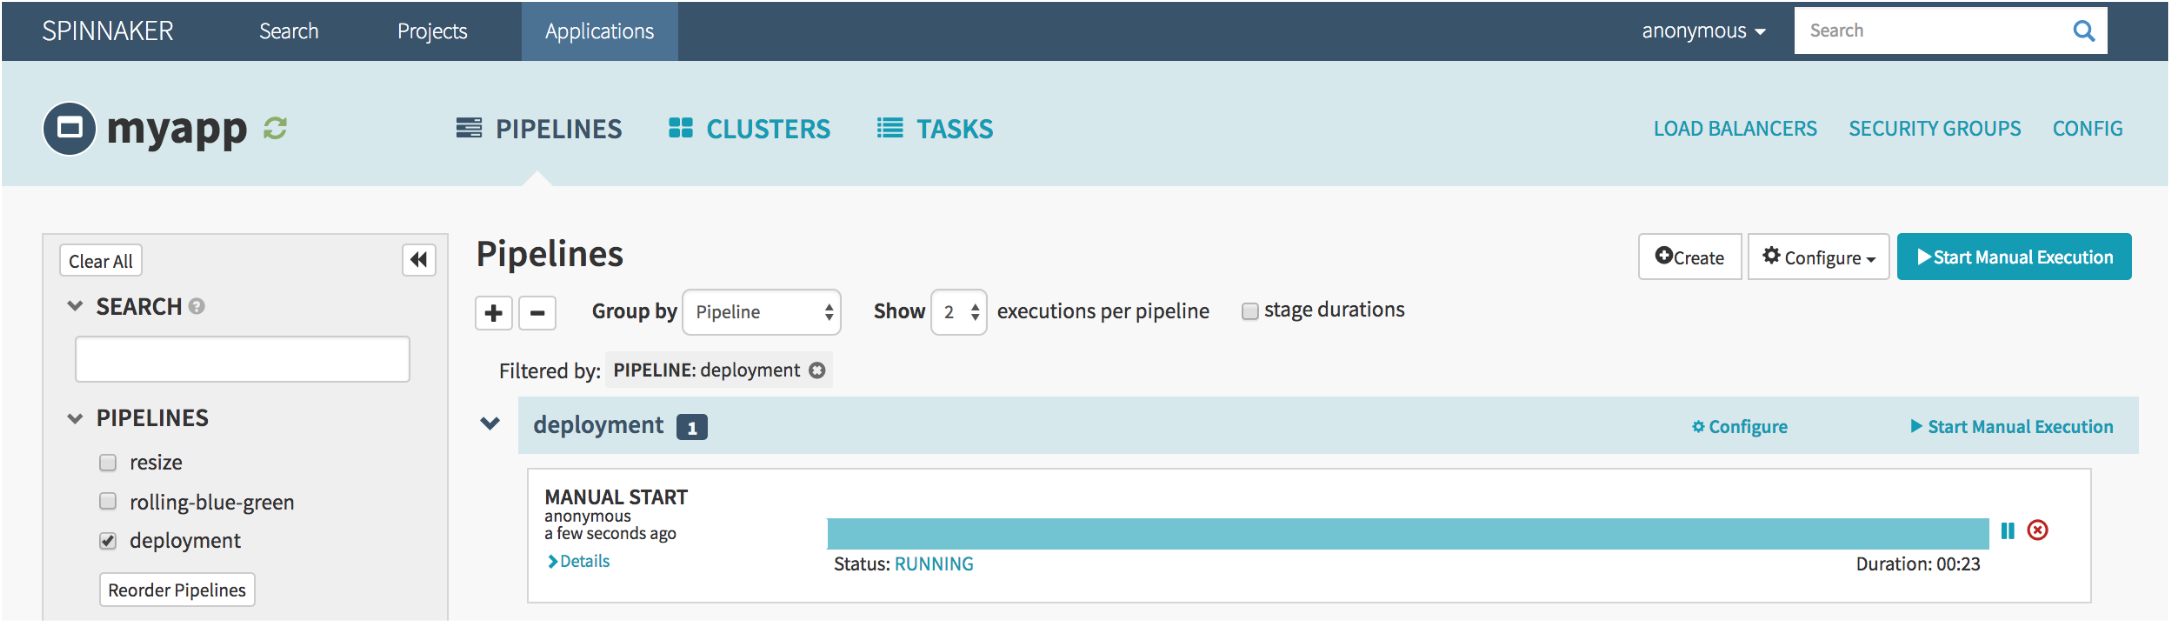 SPINNAKER Search Projects Applications anonymous Search
myapp PIPELINES CLUSTERS TASKS LOAD BALANCERS SECURITY GROUPS CONFIG
Clear All
SEARCH ?
PIPELINES
resize
rolling-blue-green
deployment
Reorder Pipelines
Pipelines Create Configure Start Manual Execution
Group by Pipeline Show 2 executions per pipeline stage durations
Filtered by: PIPELINE: deployment
deployment 1 Configure Start Manual Execution
MANUAL START
anonymous
a few seconds ago
Details
Status: RUNNING Duration: 00:23